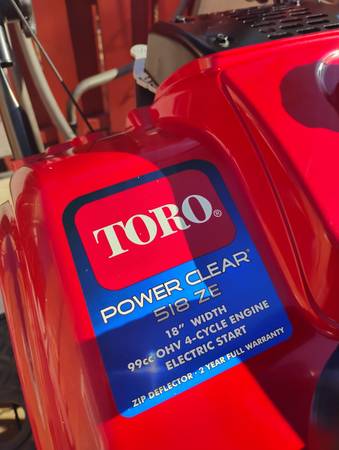 TORO®
POWER CLEAR®
518 ZE
18" WIDTH
99cc OHV 4-CYCLE ENGINE
ELECTRIC START
ZIP DEFLECTOR · 2 YEAR FULL WARRANTY